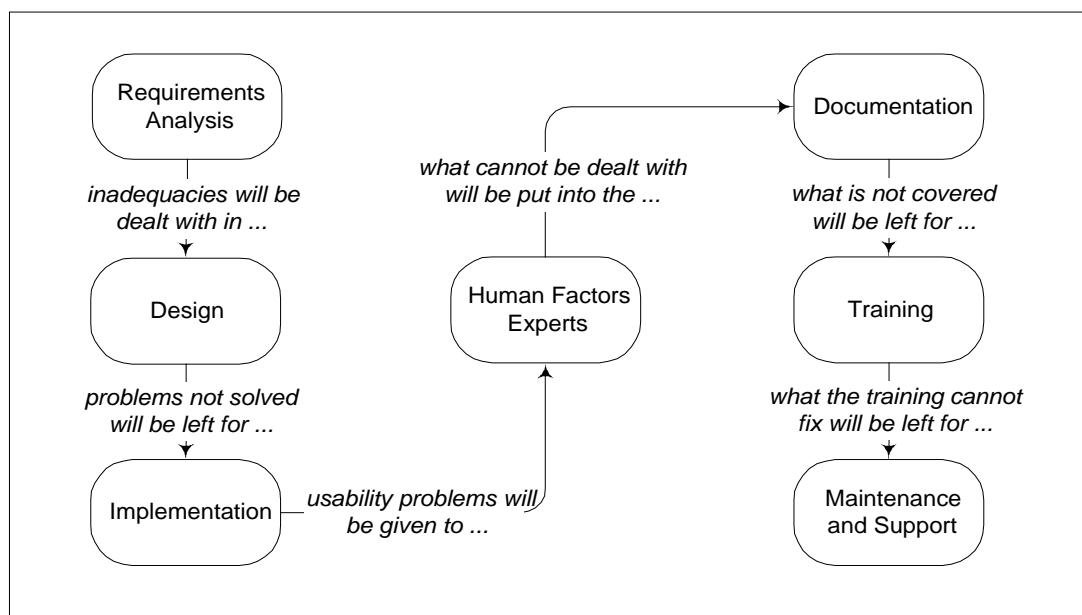 Requirements
Analysis
inadequacies will be
dealt with in ...
Design
problems not solved
will be left for ...
Implementation
usability problems will
be given to ...
Human Factors
Experts
what cannot be dealt with
will be put into the ...
Documentation
what is not covered
will be left for ...
Training
what the training cannot
fix will be left for ...
Maintenance
and Support